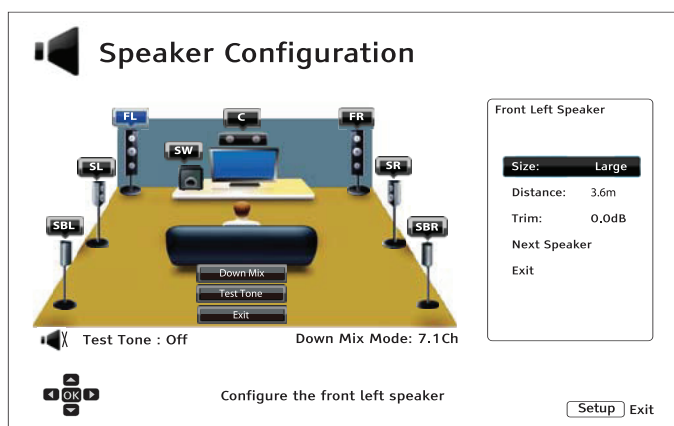 Speaker Configuration
FL
C
FR
SW
SL
SR
SBL
SBR
Down Mix
Test Tone
Exit
Test Tone : Off
Down Mix Mode: 7.1Ch
Front Left Speaker
Size: Large
Distance: 3.6m
Trim: 0.0dB
Next Speaker
Exit
OK
Configure the front left speaker
Setup Exit